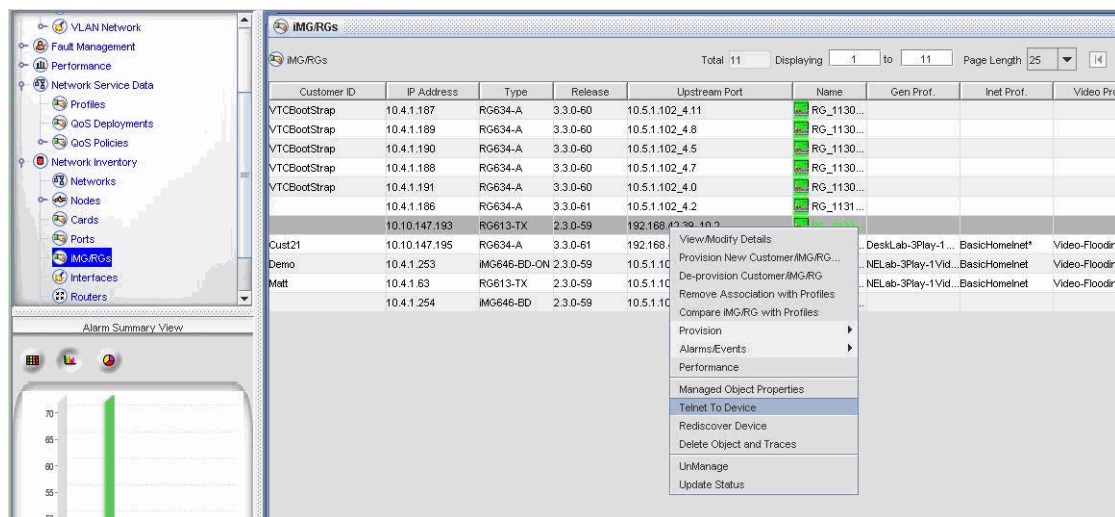 VLAN Network
Fault Management
Performance
Network Service Data
Profiles
QoS Deployments
QoS Policies
Network Inventory
Networks
Nodes
Cards
Ports
iMG/RGs
Interfaces
Routers
Alarm Summary View
70
65
60
55
iMG/RGs
iMG/RGs Total 11 Displaying 1 to 11 Page Length 25
Customer ID IP Address Type Release Upstream Port Name Gen Prof. Inet Prof. Video Pro
VTCBootStrap 10.4.1.187 RG634-A 3.3.0-60 10.5.1.102_4.11 RG_1130...
VTCBootStrap 10.4.1.189 RG634-A 3.3.0-60 10.5.1.102_4.8 RG_1130...
VTCBootStrap 10.4.1.190 RG634-A 3.3.0-60 10.5.1.102_4.5 RG_1130...
VTCBootStrap 10.4.1.188 RG634-A 3.3.0-60 10.5.1.102_4.7 RG_1130...
VTCBootStrap 10.4.1.191 RG634-A 3.3.0-60 10.5.1.102_4.0 RG_1130...
10.4.1.186 RG634-A 3.3.0-61 10.5.1.102_4.2 RG_1131...
10.10.147.193 RG613-TX 2.3.0-59 192.168.42.39_10.2
Cust21 10.10.147.195 RG634-A 3.3.0-61 192.168. DeskLab-3Play-1... BasicHomeInet* Video-Floodin
Demo 10.4.1.253 iMG646-BD-ON 2.3.0-59 10.5.1.10 NELab-3Play-1Vid... BasicHomeInet Video-Floodin
Matt 10.4.1.63 RG613-TX 2.3.0-59 10.5.1.10 NELab-3Play-1Vid... BasicHomeInet Video-Floodin
10.4.1.254 iMG646-BD 2.3.0-59 10.5.1.10
View/Modify Details
Provision New Customer/iMG/RG...
De-provision Customer/iMG/RG
Remove Association with Profiles
Compare iMG/RG with Profiles
Provision
Alarms/Events
Performance
Managed Object Properties
Telnet To Device
Rediscover Device
Delete Object and Traces
UnManage
Update Status